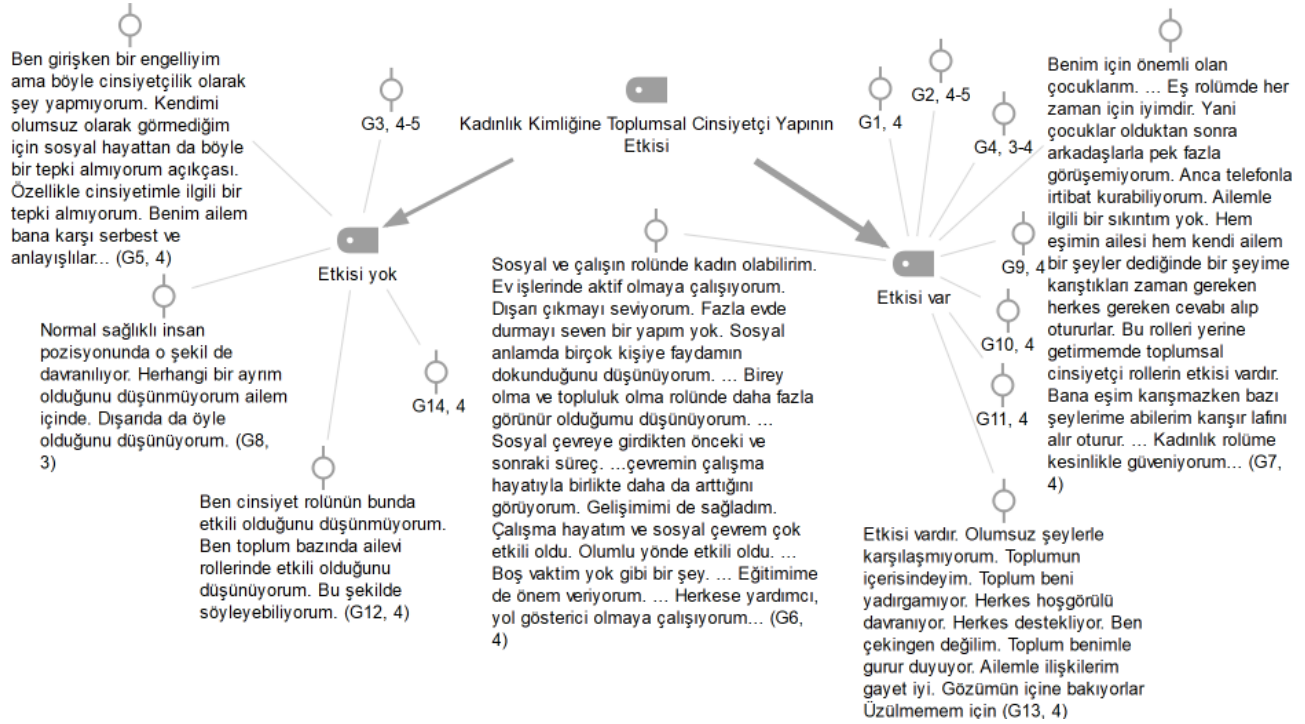 Ben girişken bir engelliyim
ama böyle cinsiyetçilik olarak
şey yapmıyorum. Kendimi
olumsuz olarak görmediğim
için sosyal hayattan da böyle
bir tepki almıyorum açıkçası.
Özellikle cinsiyetimle ilgili bir
tepki almıyorum. Benim ailem
bana karşı serbest ve
anlayışlılar... (G5, 4)
G3, 4-5
Kadınlık Kimliğine Toplumsal Cinsiyetçi Yapının
Etkisi
G1, 4
G2, 4-5
G4, 3-4
Benim için önemli olan
çocuklarım. ... Eş rolümde her
zaman için iyimdir. Yani
çocuklar olduktan sonra
arkadaşlarla pek fazla
görüşemiyorum. Anca telefonla
irtibat kurabiliyorum. Ailemle
ilgili bir sıkıntım yok. Hem
eşimin ailesi hem kendi ailem
bir şeyler dediğinde bir şeyime
karıştıkları zaman gereken
herkes gereken cevabı alıp
otururlar. Bu rolleri yerine
getirmemde toplumsal
cinsiyetçi rollerin etkisi vardır.
Bana eşim karışmazken bazı
şeylerime abilerim karışır lafını
alır oturur. ... Kadınlık rolüme
kesinlikle güveniyorum... (G7,
4)
Etkisi yok
Normal sağlıklı insan
pozisyonunda o şekil de
davranılıyor. Herhangi bir ayrım
olduğunu düşünmüyorum ailem
içinde. Dışarıda da öyle
olduğunu düşünüyorum. (G8,
3)
G14, 4
Ben cinsiyet rolünün bunda
etkili olduğunu düşünmüyorum.
Ben toplum bazında ailevi
rollerinde etkili olduğunu
düşünüyorum. Bu şekilde
söyleyebiliyorum. (G12, 4)
Sosyal ve çalışın rolünde kadın olabilirim.
Ev işlerinde aktif olmaya çalışıyorum.
Dışarı çıkmayı seviyorum. Fazla evde
durmayı seven bir yapım yok. Sosyal
anlamda birçok kişiye faydamın
dokunduğunu düşünüyorum. ... Birey
olma ve topluluk olma rolünde daha fazla
görünür olduğumu düşünüyorum. ...
Sosyal çevreye girdikten önceki ve
sonraki süreç. ...çevremin çalışma
hayatıyla birlikte daha da arttığını
görüyorum. Gelişimimi de sağladım.
Çalışma hayatım ve sosyal çevrem çok
etkili oldu. Olumlu yönde etkili oldu. ...
Boş vaktim yok gibi bir şey. ... Eğitimime
de önem veriyorum. ... Herkese yardımcı,
yol gösterici olmaya çalışıyorum... (G6,
4)
Etkisi var
G9, 4
G10, 4
G11, 4
Etkisi vardır. Olumsuz şeylerle
karşılaşmıyorum. Toplumun
içerisindeyim. Toplum beni
yadırgamıyor. Herkes hoşgörülü
davranıyor. Herkes destekliyor. Ben
çekingen değilim. Toplum benimle
gurur duyuyor. Ailemle ilişkilerim
gayet iyi. Gözümün içine bakıyorlar
Üzülmemem için (G13, 4)